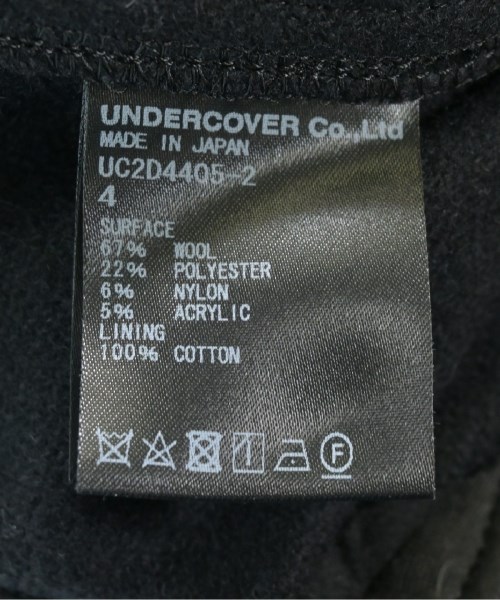 UNDERCOVER Co.,Ltd
MADE IN JAPAN
UC2D4405-2
4
SURFACE
67% WOOL
22% POLYESTER
6% NYLON
5% ACRYLIC
LINING
100% COTTON
F